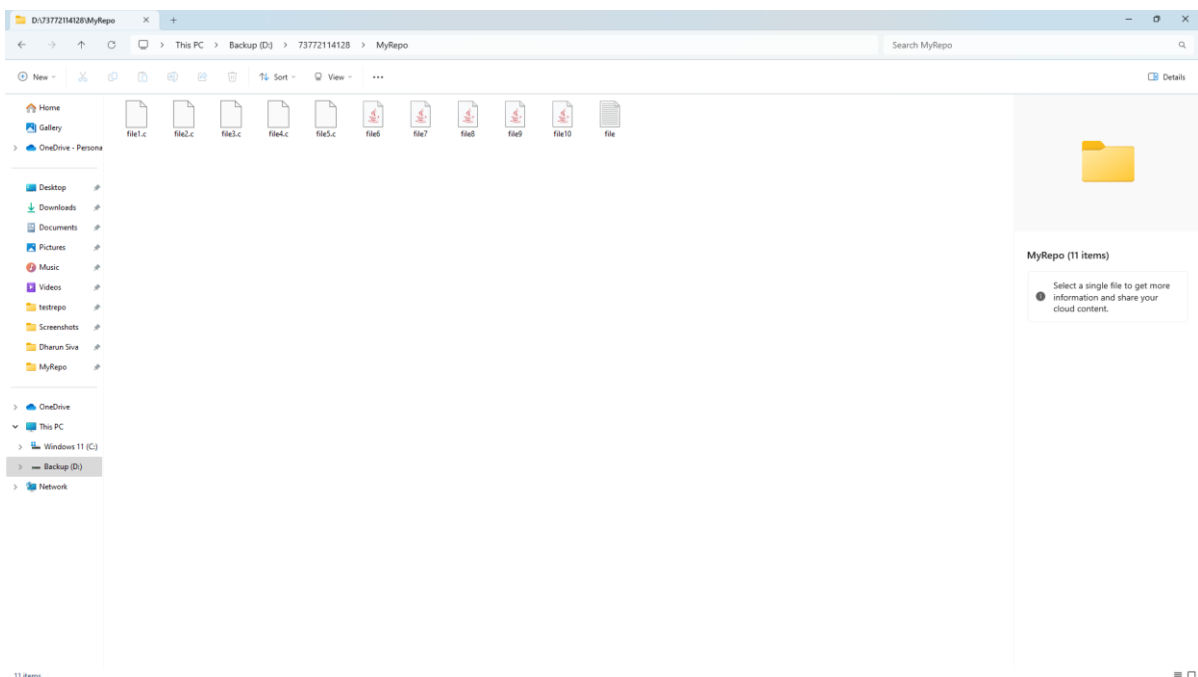 D:\73772114128\MyRepo
This PC > Backup (D:) > 73772114128 > MyRepo
Search MyRepo
New
Sort
View
Details
Home
Gallery
OneDrive - Persona
Desktop
Downloads
Documents
Pictures
Music
Videos
testrepo
Screenshots
Dharun Siva
MyRepo
OneDrive
This PC
Windows 11 (C:)
Backup (D:)
Network
file1.c file2.c file3.c file4.c file5.c file6 file7 file8 file9 file10 file
MyRepo (11 items)
Select a single file to get more
information and share your
cloud content.
11 items